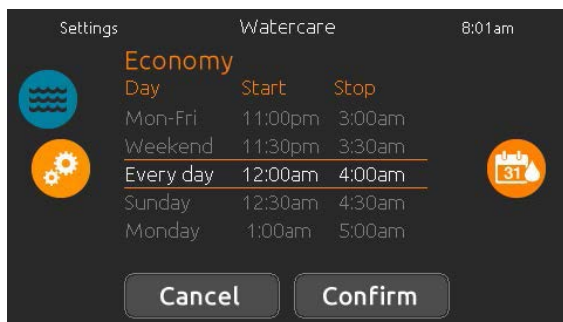 Settings Watercare 8:01am
Economy
Day Start Stop
Mon-Fri 11:00pm 3:00am
Weekend 11:30pm 3:30am
Every day 12:00am 4:00am
Sunday 12:30am 4:30am
Monday 1:00am 5:00am
31
Cancel Confirm